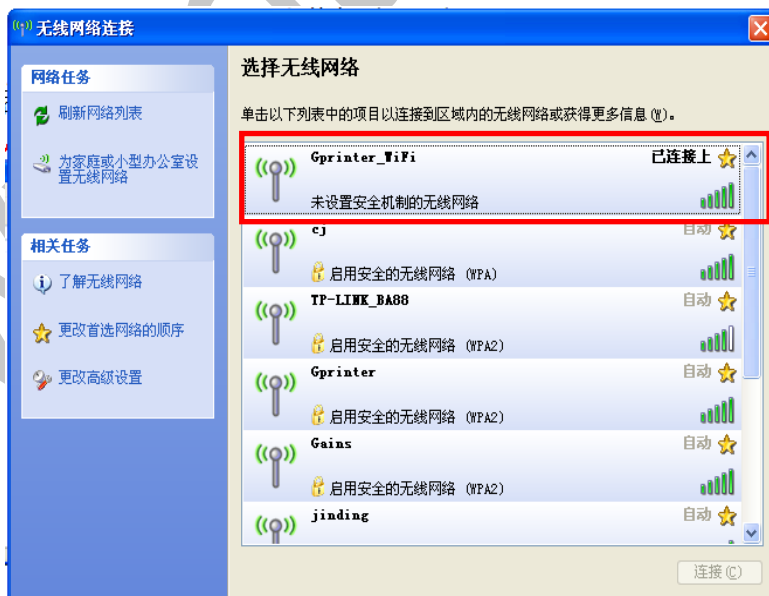 无线网络连接
网络任务
刷新网络列表
为家庭或小型办公室设
置无线网络
相关任务
了解无线网络
更改首选网络的顺序
更改高级设置
选择无线网络
单击以下列表中的项目以连接到区域内的无线网络或获得更多信息(W)。
Gprinter_WiFi 已连接上
未设置安全机制的无线网络
cj 自动
启用安全的无线网络 (WPA)
TP-LINK_BA88 自动
启用安全的无线网络 (WPA2)
Gprinter 自动
启用安全的无线网络 (WPA2)
Gains 自动
启用安全的无线网络 (WPA2)
jinding 自动
连接(C)